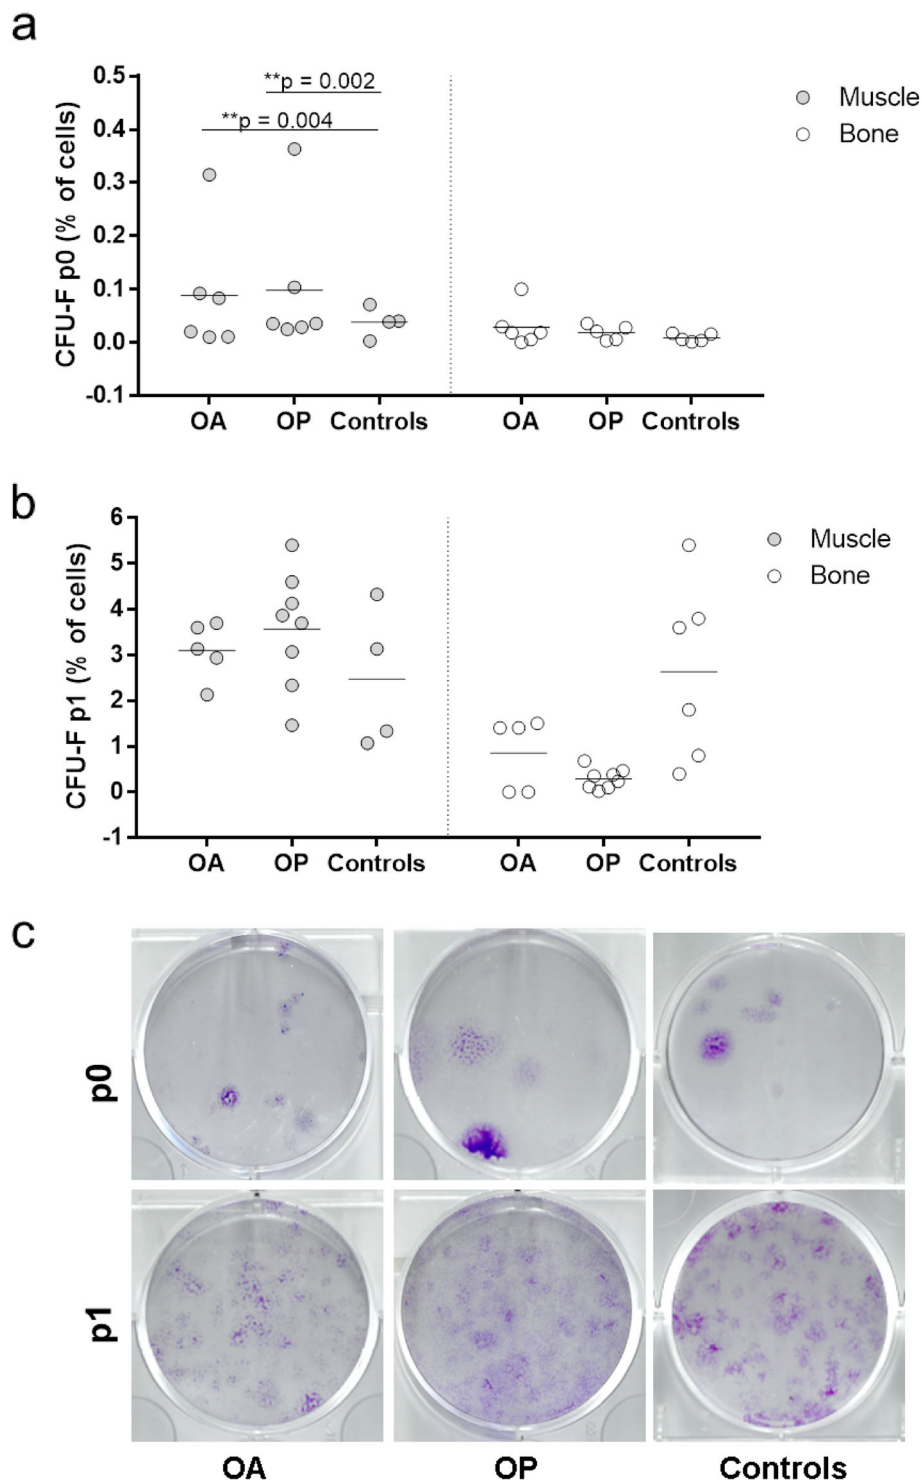 a
CFU-F p0 (% of cells)
0.5
0.4
0.3
0.2
0.1
0.0
-0.1
**p = 0.002
**p = 0.004
OA OP Controls OA OP Controls
Muscle
Bone
b
CFU-F p1 (% of cells)
6
5
4
3
2
1
0
-1
OA OP Controls OA OP Controls
Muscle
Bone
c
p0
p1
OA OP Controls